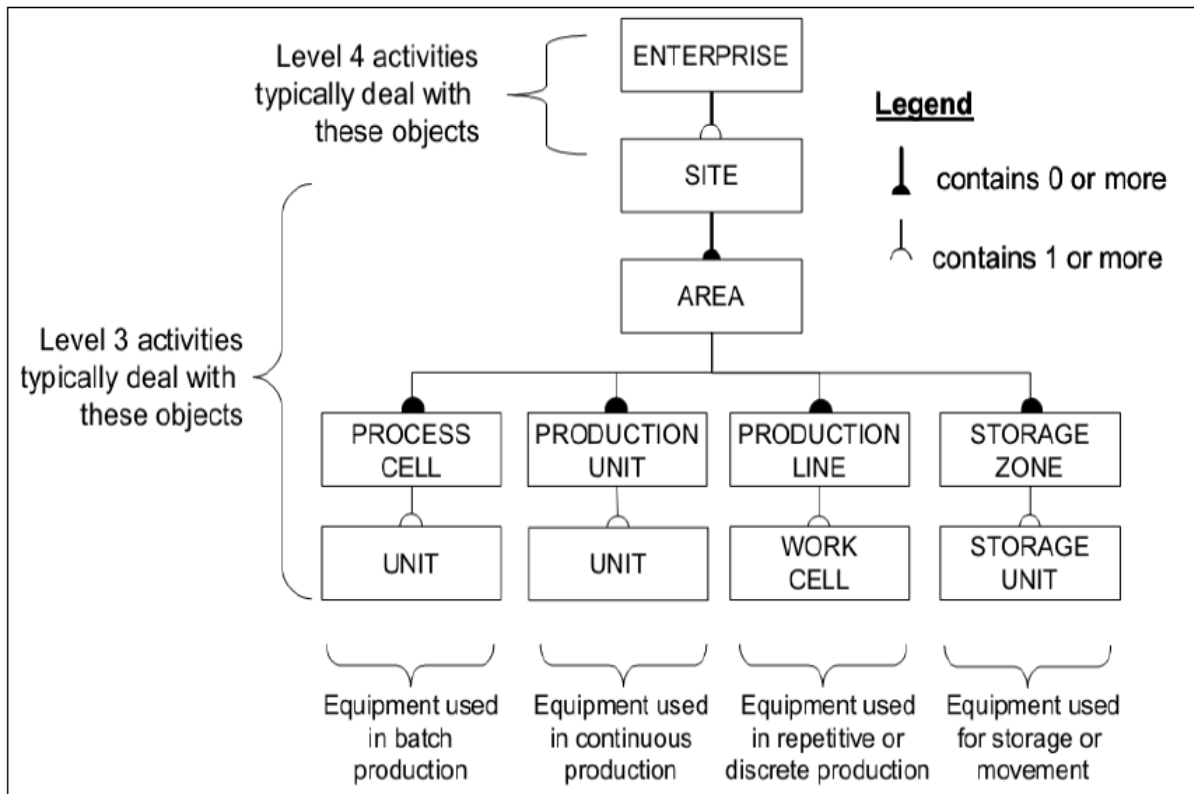 Level 4 activities
typically deal with
these objects
ENTERPRISE
Legend
contains 0 or more
contains 1 or more
SITE
AREA
Level 3 activities
typically deal with
these objects
PROCESS
CELL
PRODUCTION
UNIT
PRODUCTION
LINE
STORAGE
ZONE
UNIT
UNIT
WORK
CELL
STORAGE
UNIT
Equipment used
in batch
production
Equipment used
in continuous
production
Equipment used
in repetitive or
discrete production
Equipment used
for storage or
movement